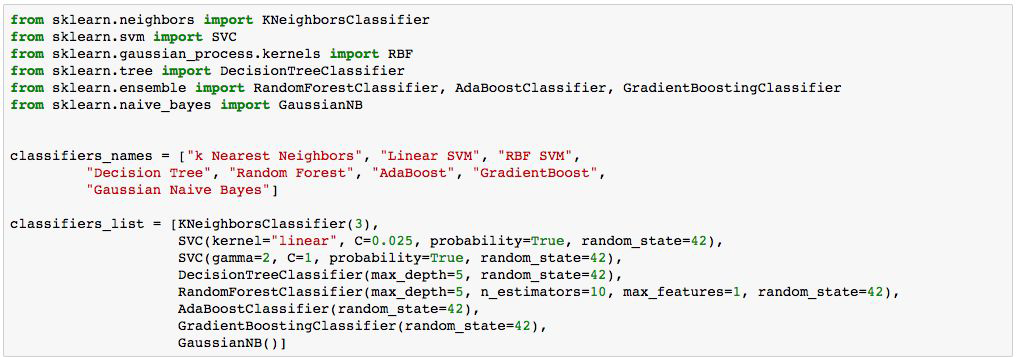 from sklearn.neighbors import KNeighborsClassifier
from sklearn.svm import SVC
from sklearn.gaussian_process.kernels import RBF
from sklearn.tree import DecisionTreeClassifier
from sklearn.ensemble import RandomForestClassifier, AdaBoostClassifier, GradientBoostingClassifier
from sklearn.naive_bayes import GaussianNB
classifiers_names = ["k Nearest Neighbors", "Linear SVM", "RBF SVM",
"Decision Tree", "Random Forest", "AdaBoost", "GradientBoost",
"Gaussian Naive Bayes"]
classifiers_list = [KNeighborsClassifier(3),
SVC(kernel="linear", C=0.025, probability=True, random_state=42),
SVC(gamma=2, C=1, probability=True, random_state=42),
DecisionTreeClassifier(max_depth=5, random_state=42),
RandomForestClassifier(max_depth=5, n_estimators=10, max_features=1, random_state=42),
AdaBoostClassifier(random_state=42),
GradientBoostingClassifier(random_state=42),
GaussianNB()]